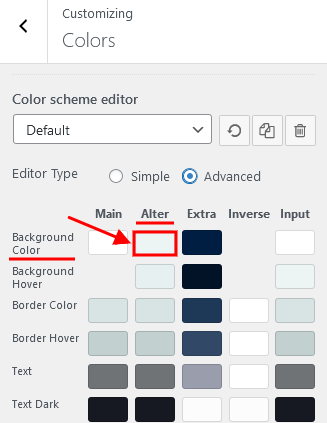 Customizing
Colors
Color scheme editor
Default
Editor Type Simple Advanced
Main Alter Extra Inverse Input
Background
Color
Background
Hover
Border Color
Border Hover
Text
Text Dark